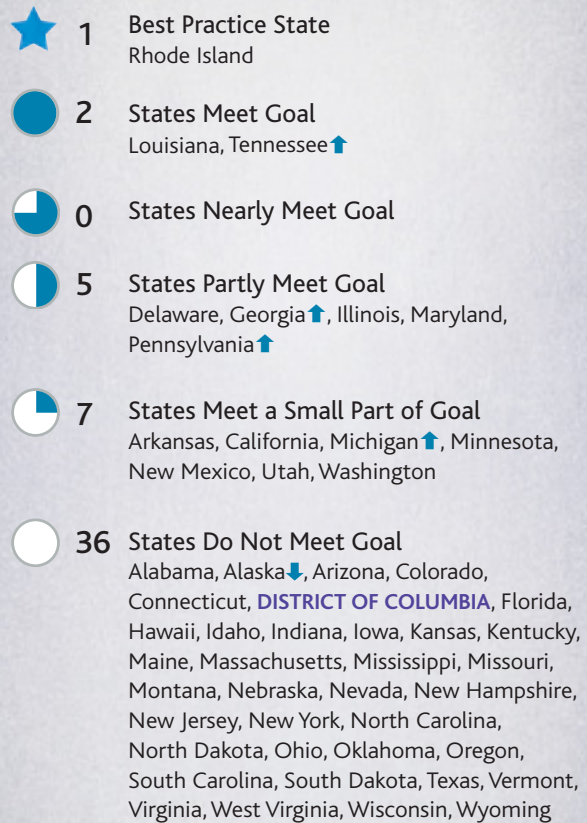 1 Best Practice State
Rhode Island
2 States Meet Goal
Louisiana, Tennessee⬆
0 States Nearly Meet Goal
5 States Partly Meet Goal
Delaware, Georgia⬆, Illinois, Maryland,
Pennsylvania⬆
7 States Meet a Small Part of Goal
Arkansas, California, Michigan⬆, Minnesota,
New Mexico, Utah, Washington
36 States Do Not Meet Goal
Alabama, Alaska⬇, Arizona, Colorado,
Connecticut, DISTRICT OF COLUMBIA, Florida,
Hawaii, Idaho, Indiana, Iowa, Kansas, Kentucky,
Maine, Massachusetts, Mississippi, Missouri,
Montana, Nebraska, Nevada, New Hampshire,
New Jersey, New York, North Carolina,
North Dakota, Ohio, Oklahoma, Oregon,
South Carolina, South Dakota, Texas, Vermont,
Virginia, West Virginia, Wisconsin, Wyoming